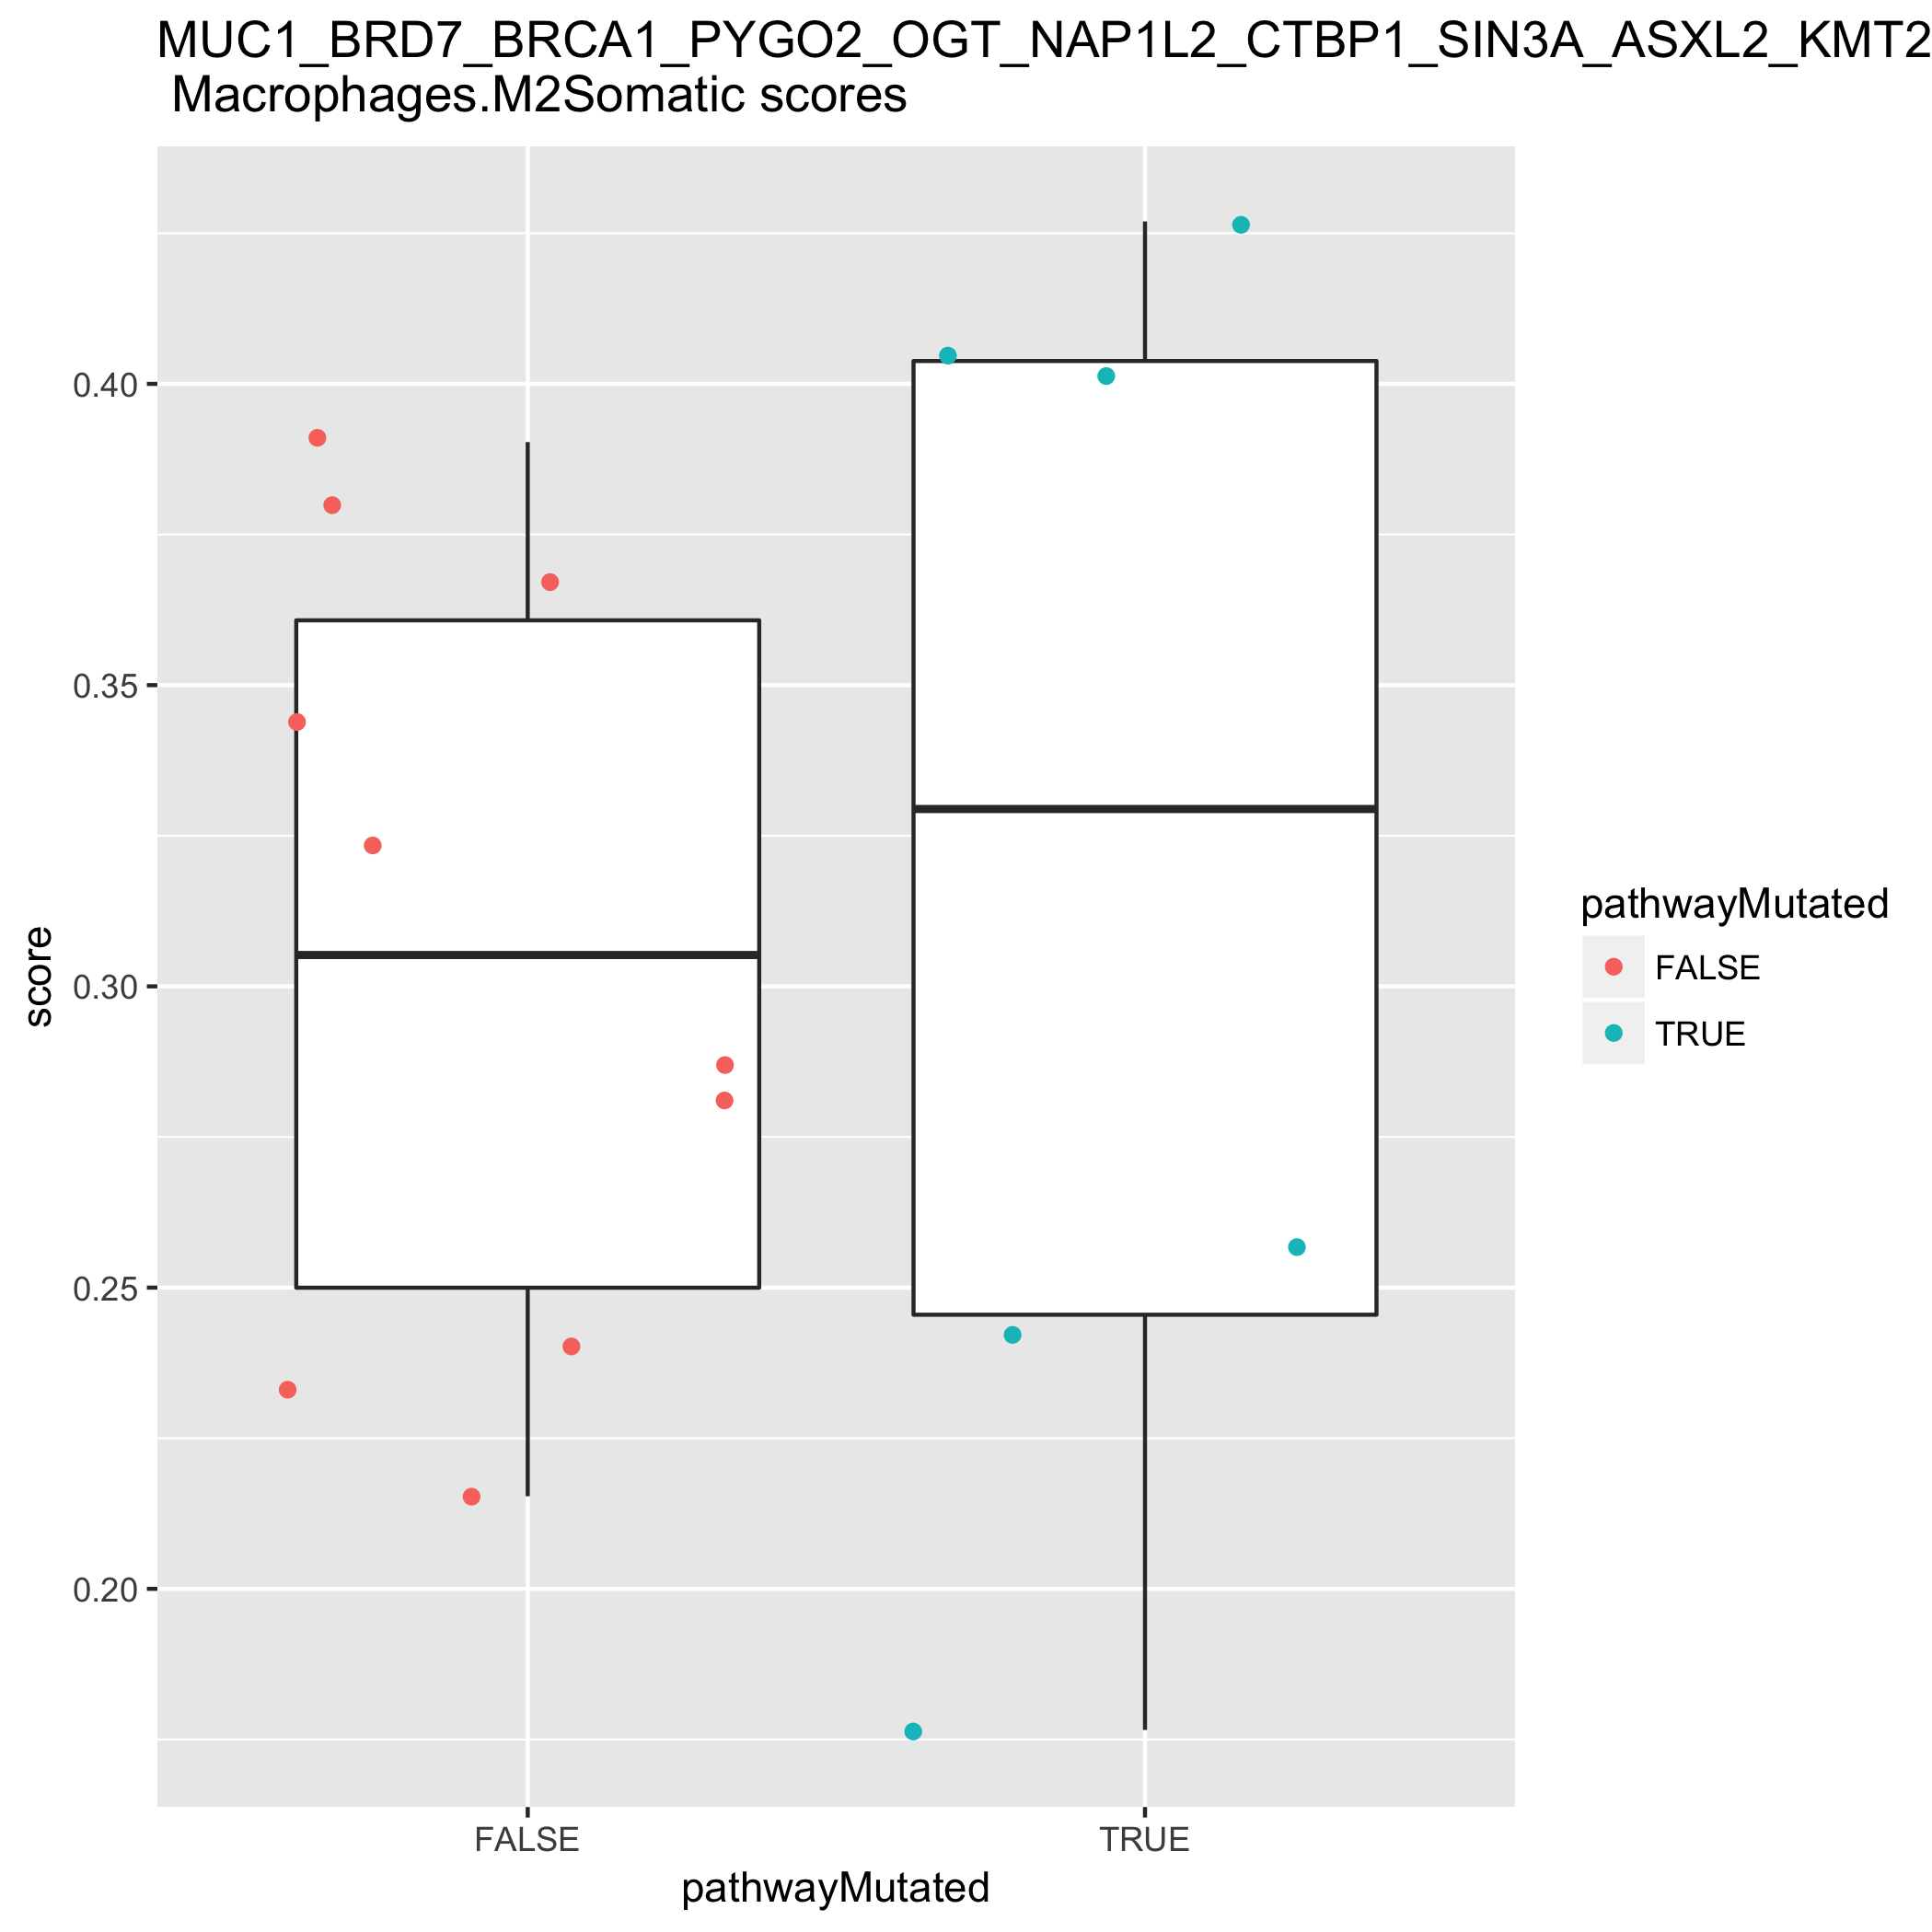 MUC1_BRD7_BRCA1_PYGO2_OGT_NAP1L2_CTBP1_SIN3A_ASXL2_KMT2
Macrophages.M2Somatic scores
0.40
0.35
0.30
0.25
0.20
score
FALSE
TRUE
pathwayMutated
pathwayMutated
FALSE
TRUE